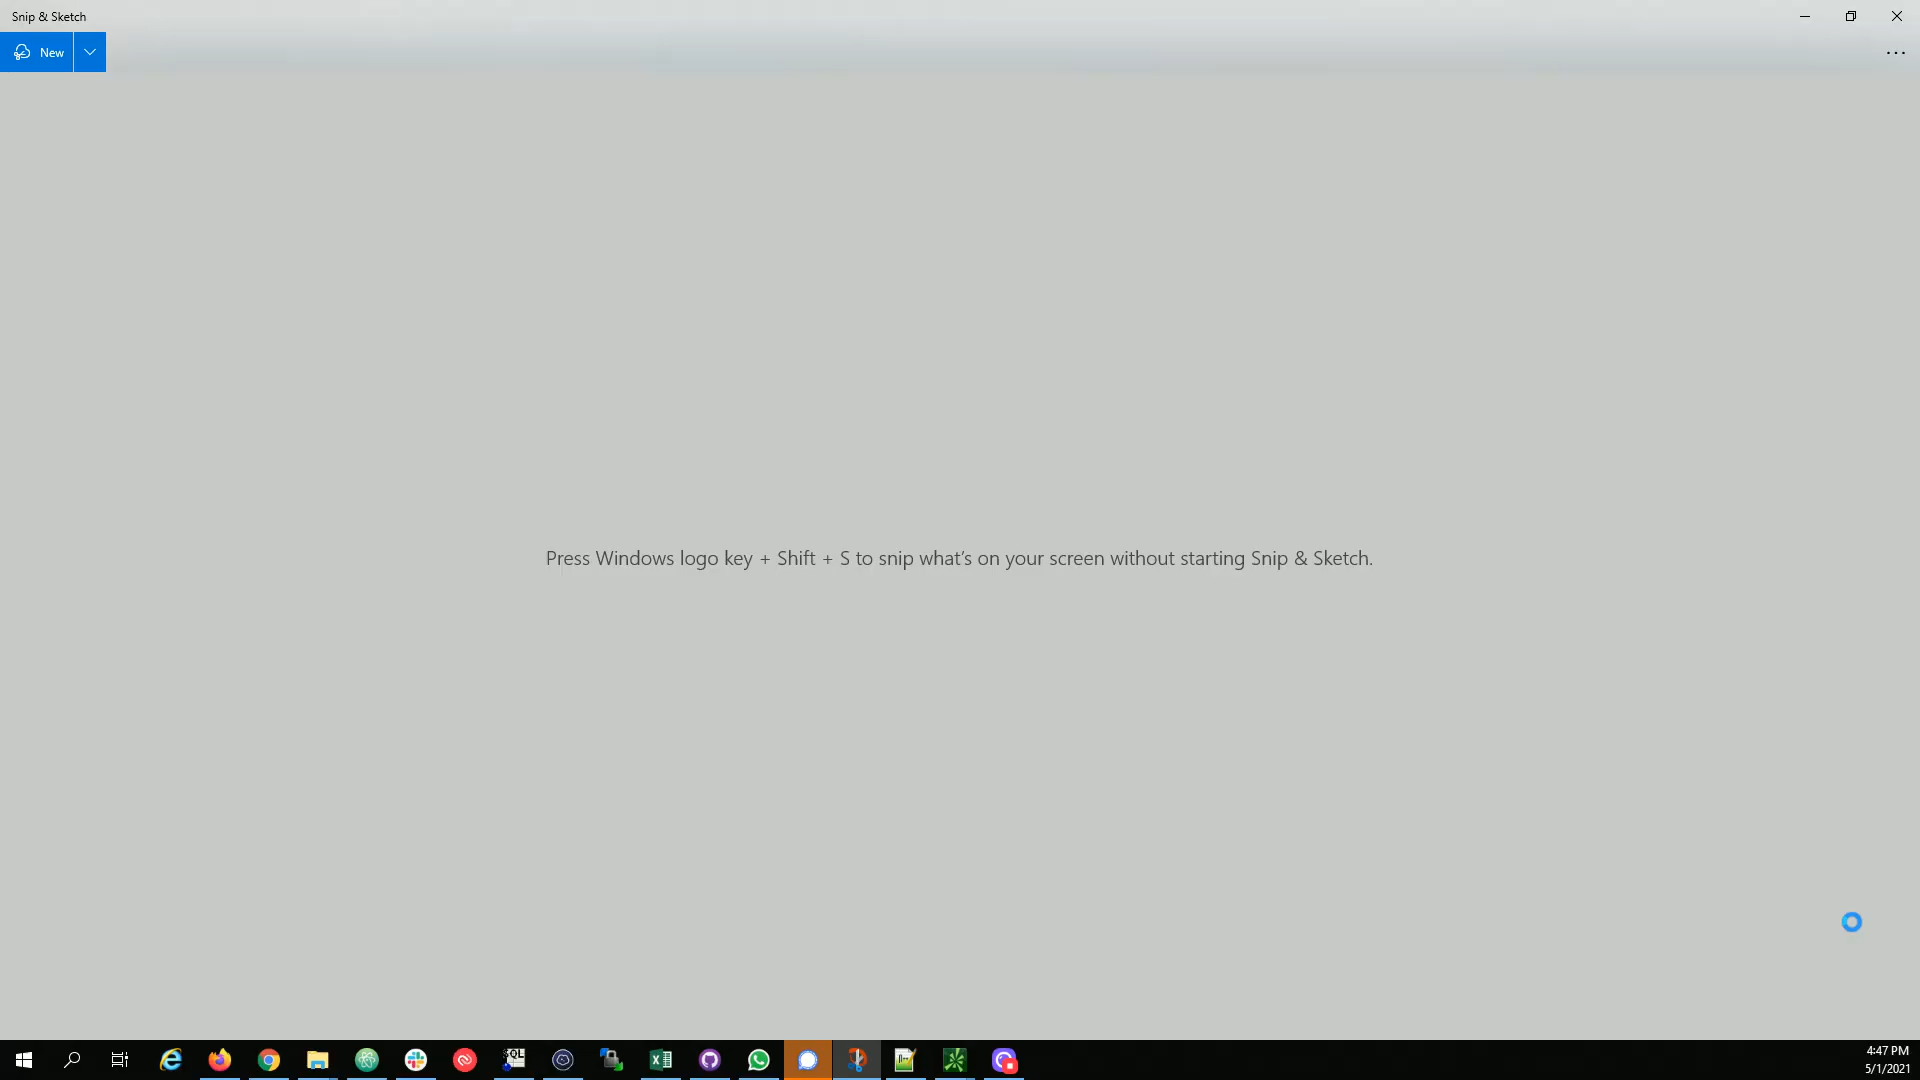 Snip & Sketch
New
Press Windows logo key + Shift + S to snip what's on your screen without starting Snip & Sketch.
SQL
4:47 PM
5/1/2021